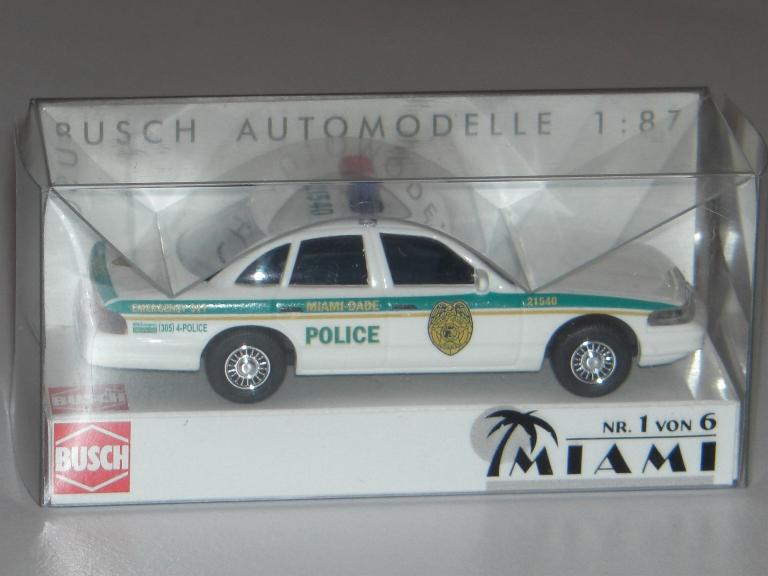 BUSCH AUTOMODELLE 1:87
21540
EMERGENCY 911
MIAMI-DADE
21540
(305) 4-POLICE
POLICE
BUSCH
BUSCH
NR. 1 VON 6
MIAMI